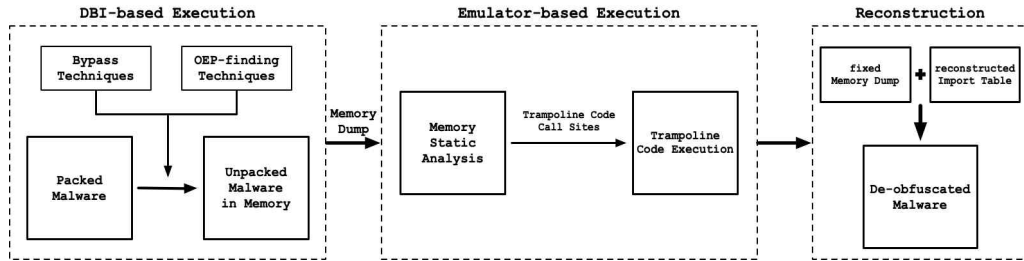 DBI-based Execution
Bypass
Techniques
OEP-finding
Techniques
Packed
Malware
Unpacked
Malware
in Memory
Memory
Dump
Emulator-based Execution
Memory
Static
Analysis
Trampoline Code
Call Sites
Trampoline
Code Execution
Reconstruction
fixed
Memory Dump
+
reconstructed
Import Table
De-obfuscated
Malware